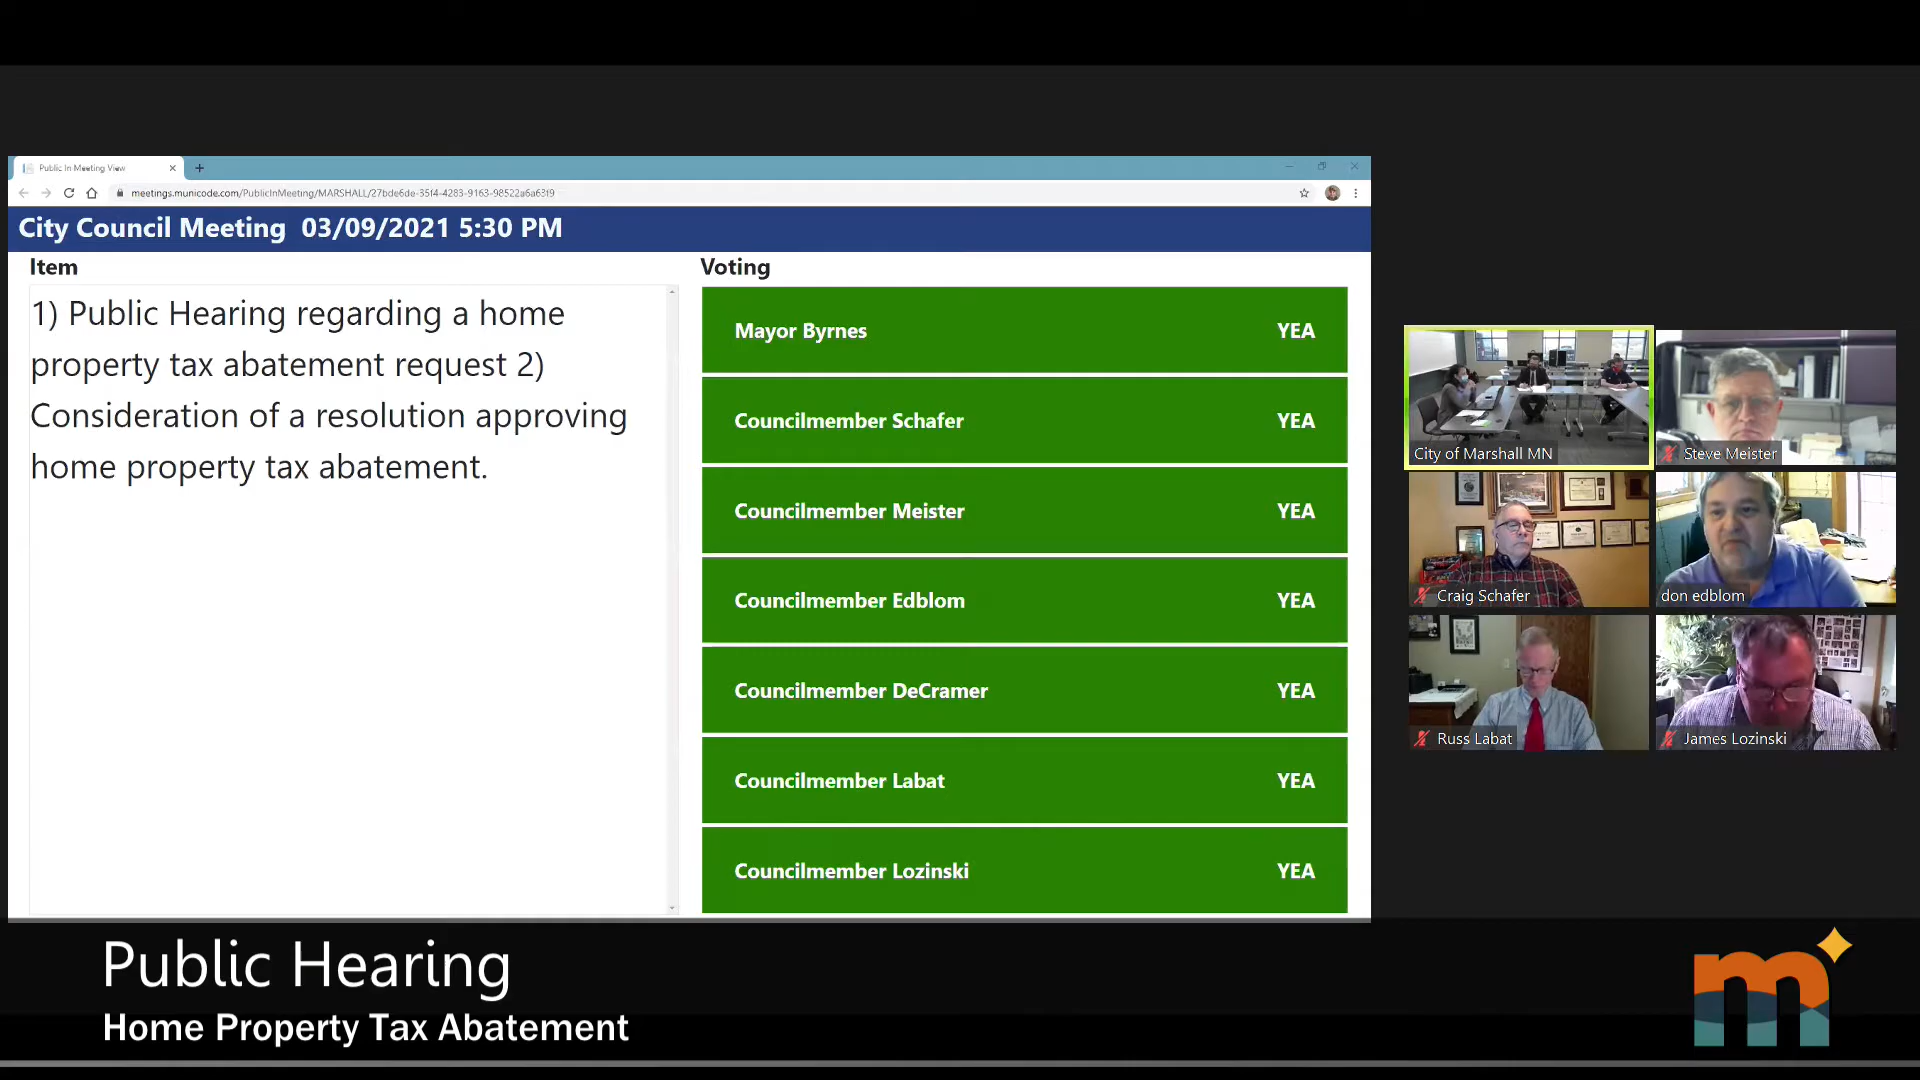 Public In Meeting View
meetings.municode.com/PublicInMeeting/MARSHALL/27bde6de-35f4-4283-9163-98522a6a6319
City Council Meeting 03/09/2021 5:30 PM
Item
1) Public Hearing regarding a home
property tax abatement request 2)
Consideration of a resolution approving
home property tax abatement.
Voting
Mayor Byrnes YEA
Councilmember Schafer YEA
Councilmember Meister YEA
Councilmember Edblom YEA
Councilmember DeCramer YEA
Councilmember Labat YEA
Councilmember Lozinski YEA
City of Marshall MN
Steve Meister
Craig Schafer
don edblom
Russ Labat
James Lozinski
Public Hearing
Home Property Tax Abatement
m